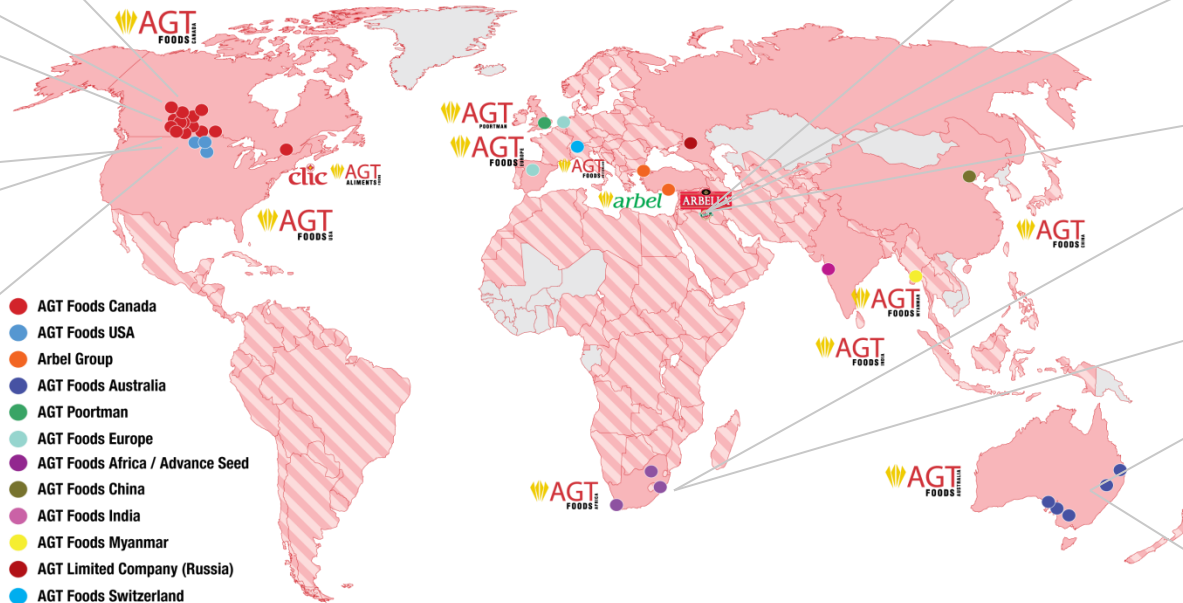 AGT
FOODS
CANADA
AGT
POORTMAN
AGT
FOODS
EUROPE
AGT
FOODS
clic
AGT
ALIMENTS
FOODS
arbel
ARBELLA
AGT
FOODS
USA
AGT
FOODS
CHINA
AGT
FOODS
MYANMAR
AGT
FOODS
INDIA
AGT
FOODS
AFRICA
AGT
FOODS
AUSTRALIA
AGT Foods Canada
AGT Foods USA
Arbel Group
AGT Foods Australia
AGT Poortman
AGT Foods Europe
AGT Foods Africa / Advance Seed
AGT Foods China
AGT Foods India
AGT Foods Myanmar
AGT Limited Company (Russia)
AGT Foods Switzerland